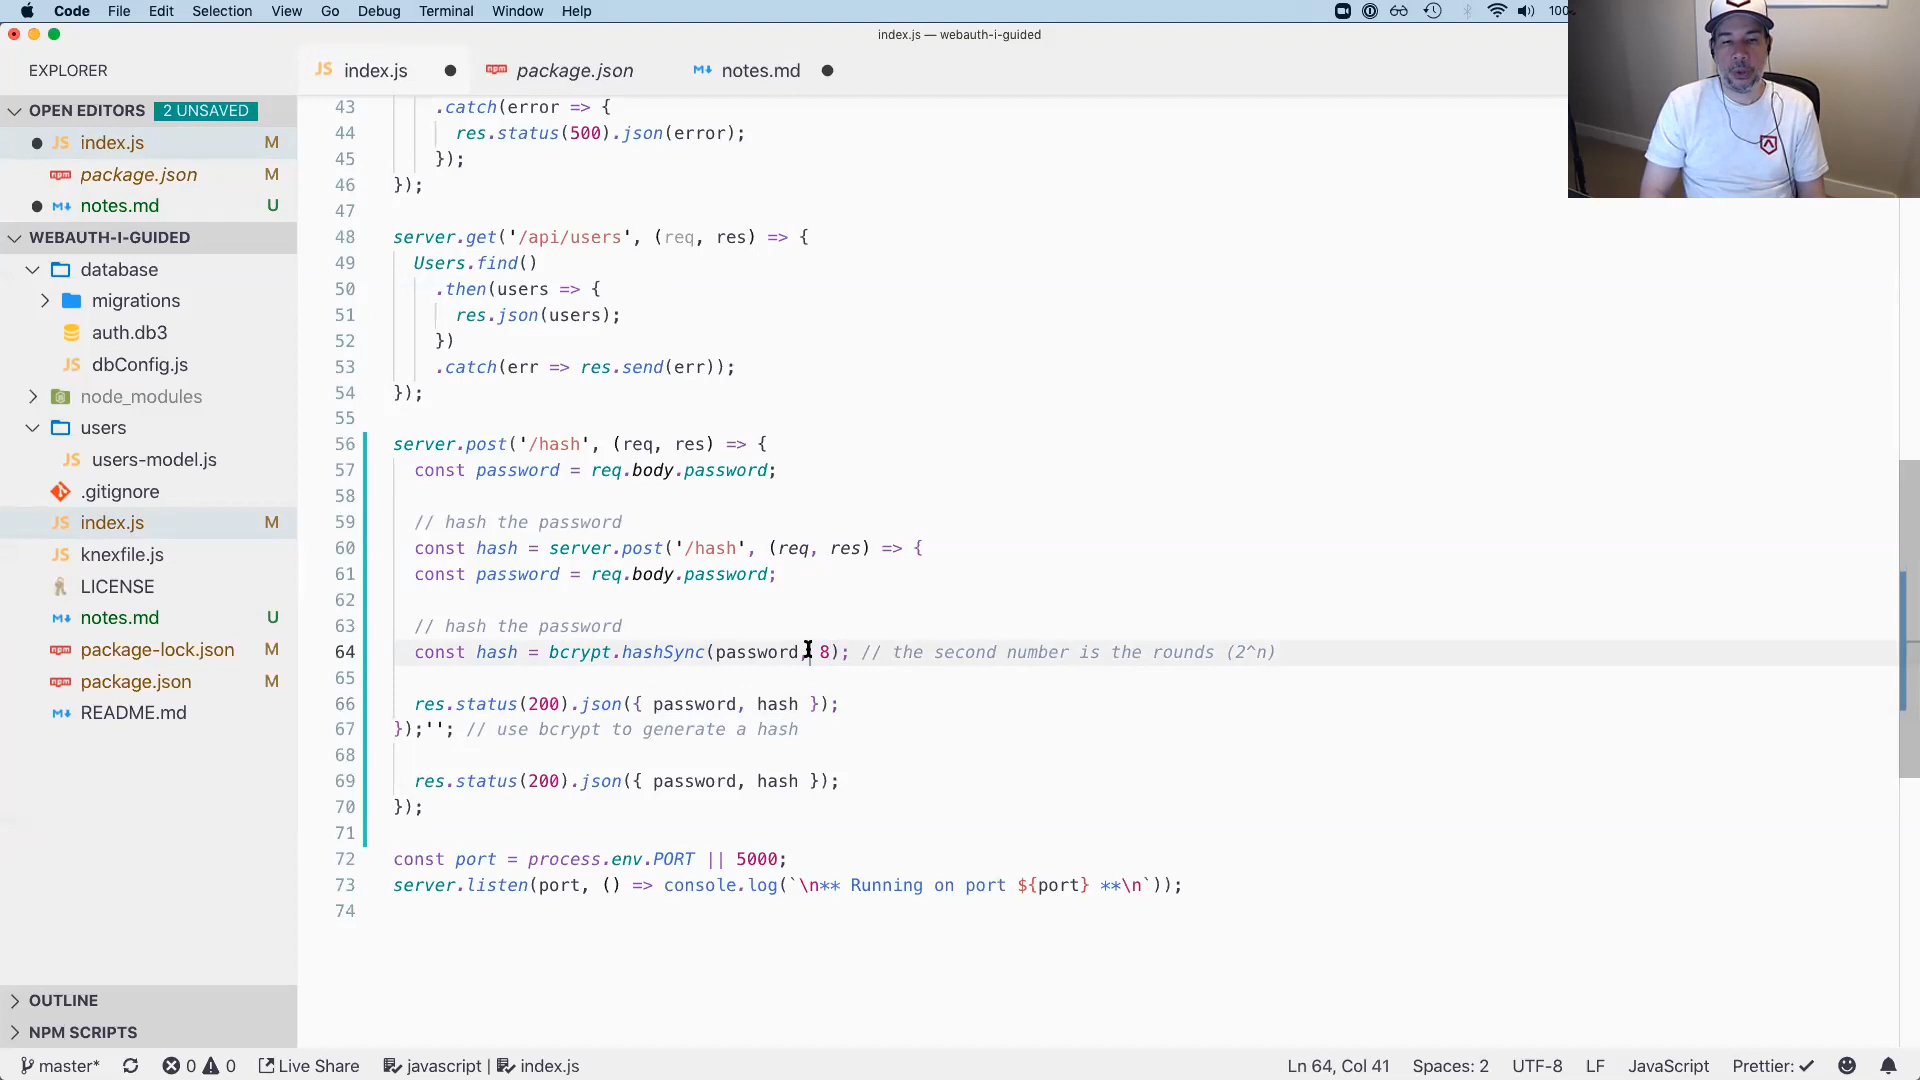 Code File Edit Selection View Go Debug Terminal Window Help
index.js — webauth-i-guided
EXPLORER
JS index.js package.json notes.md
OPEN EDITORS 2 UNSAVED
JS index.js M
npm package.json M
notes.md U
WEBAUTH-I-GUIDED
database
migrations
auth.db3
JS dbConfig.js
node_modules
users
JS users-model.js
.gitignore
JS index.js M
JS knexfile.js
LICENSE
notes.md U
npm package-lock.json M
npm package.json M
README.md
OUTLINE
NPM SCRIPTS
43 .catch(error => {
44 res.status(500).json(error);
45 });
46 });
47
48 server.get('/api/users', (req, res) => {
49 Users.find()
50 .then(users => {
51 res.json(users);
52 })
53 .catch(err => res.send(err));
54 });
55
56 server.post('/hash', (req, res) => {
57 const password = req.body.password;
58
59 // hash the password
60 const hash = server.post('/hash', (req, res) => {
61 const password = req.body.password;
62
63 // hash the password
64 const hash = bcrypt.hashSync(password, 8); // the second number is the rounds (2^n)
65
66 res.status(200).json({ password, hash });
67 });''; // use bcrypt to generate a hash
68
69 res.status(200).json({ password, hash });
70 });
71
72 const port = process.env.PORT || 5000;
73 server.listen(port, () => console.log(`\n** Running on port ${port} **\n`));
74
master* 0 0 Live Share javascript | index.js Ln 64, Col 41 Spaces: 2 UTF-8 LF JavaScript Prettier: ✓